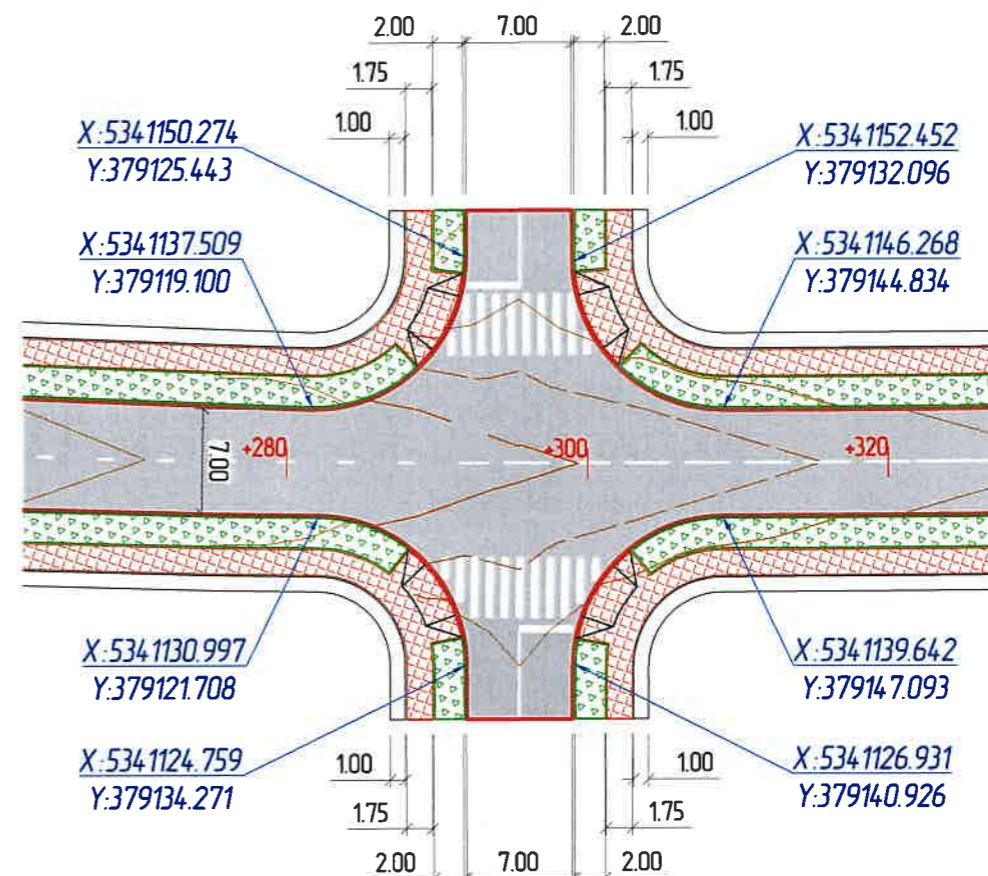 2.00 7.00 2.00
1.75 1.75
1.00 1.00
X:5341150.274
Y:379125.443
X:5341152.452
Y:379132.096
X:5341137.509
Y:379119.100
X:5341146.268
Y:379144.834
7.00
+280 +300 +320
X:5341130.997
Y:379121.708
X:5341139.642
Y:379147.093
X:5341124.759
Y:379134.271
X:5341126.931
Y:379140.926
1.00 1.00
1.75 1.75
2.00 7.00 2.00